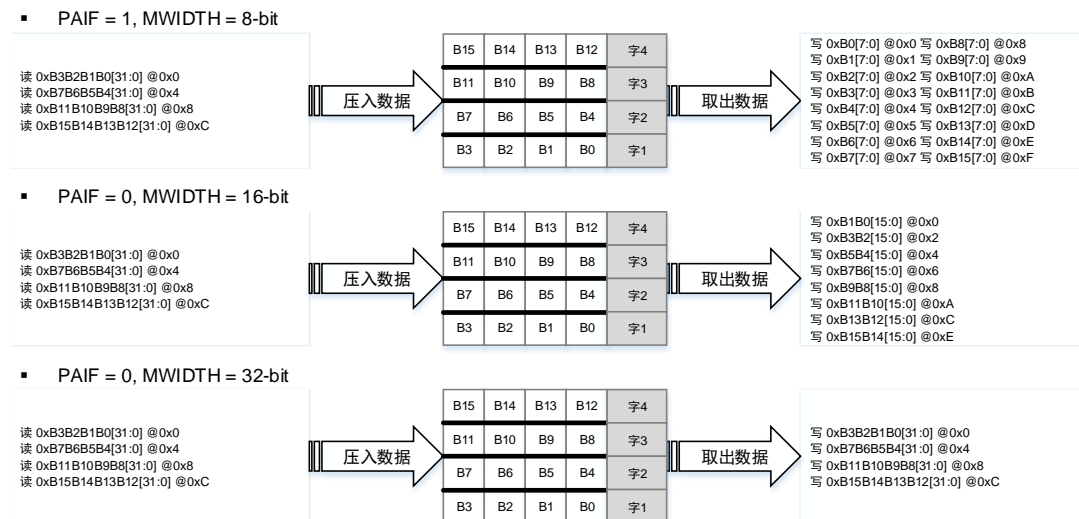 ▪ PAIF = 1, MWIDTH = 8-bit
读 0xB3B2B1B0[31:0] @0x0
读 0xB7B6B5B4[31:0] @0x4
读 0xB11B10B9B8[31:0] @0x8
读 0xB15B14B13B12[31:0] @0xC
压入数据
B15 B14 B13 B12 字4
B11 B10 B9 B8 字3
B7 B6 B5 B4 字2
B3 B2 B1 B0 字1
取出数据
写 0xB0[7:0] @0x0 写 0xB8[7:0] @0x8
写 0xB1[7:0] @0x1 写 0xB9[7:0] @0x9
写 0xB2[7:0] @0x2 写 0xB10[7:0] @0xA
写 0xB3[7:0] @0x3 写 0xB11[7:0] @0xB
写 0xB4[7:0] @0x4 写 0xB12[7:0] @0xC
写 0xB5[7:0] @0x5 写 0xB13[7:0] @0xD
写 0xB6[7:0] @0x6 写 0xB14[7:0] @0xE
写 0xB7[7:0] @0x7 写 0xB15[7:0] @0xF
▪ PAIF = 0, MWIDTH = 16-bit
读 0xB3B2B1B0[31:0] @0x0
读 0xB7B6B5B4[31:0] @0x4
读 0xB11B10B9B8[31:0] @0x8
读 0xB15B14B13B12[31:0] @0xC
压入数据
B15 B14 B13 B12 字4
B11 B10 B9 B8 字3
B7 B6 B5 B4 字2
B3 B2 B1 B0 字1
取出数据
写 0xB1B0[15:0] @0x0
写 0xB3B2[15:0] @0x2
写 0xB5B4[15:0] @0x4
写 0xB7B6[15:0] @0x6
写 0xB9B8[15:0] @0x8
写 0xB11B10[15:0] @0xA
写 0xB13B12[15:0] @0xC
写 0xB15B14[15:0] @0xE
▪ PAIF = 0, MWIDTH = 32-bit
读 0xB3B2B1B0[31:0] @0x0
读 0xB7B6B5B4[31:0] @0x4
读 0xB11B10B9B8[31:0] @0x8
读 0xB15B14B13B12[31:0] @0xC
压入数据
B15 B14 B13 B12 字4
B11 B10 B9 B8 字3
B7 B6 B5 B4 字2
B3 B2 B1 B0 字1
取出数据
写 0xB3B2B1B0[31:0] @0x0
写 0xB7B6B5B4[31:0] @0x4
写 0xB11B10B9B8[31:0] @0x8
写 0xB15B14B13B12[31:0] @0xC